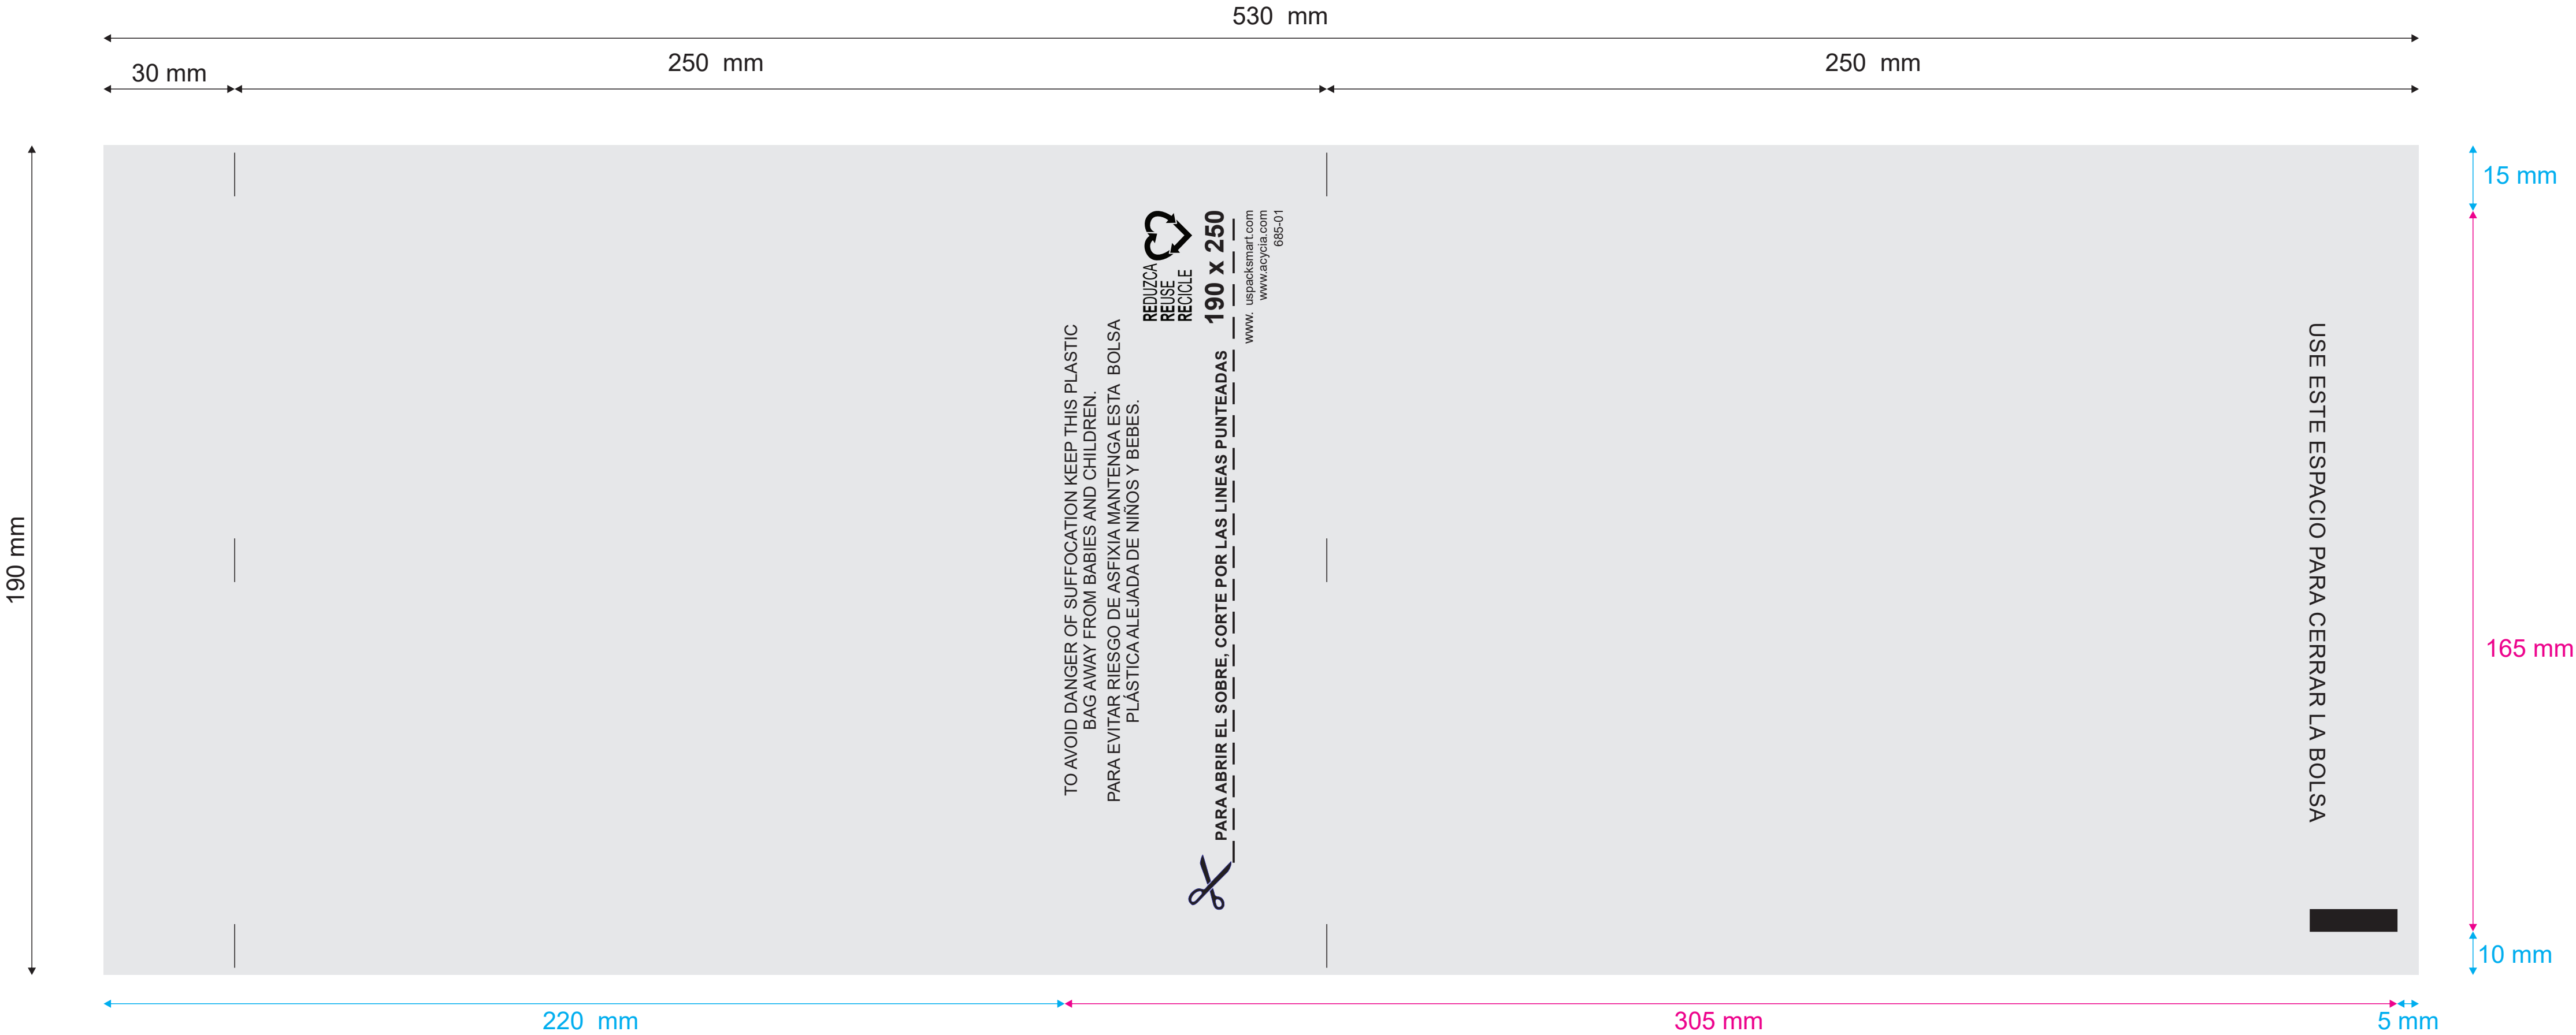 530 mm
30 mm
250 mm
250 mm
190 mm
15 mm
165 mm
10 mm
220 mm
305 mm
5 mm
TO AVOID DANGER OF SUFFOCATION KEEP THIS PLASTIC
BAG AWAY FROM BABIES AND CHILDREN.
PARA EVITAR RIESGO DE ASFIXIA MANTENGA ESTA BOLSA
PLÁSTICA ALEJADA DE NIÑOS Y BEBES.
REDUZCA
REUSE
RECICLE
190 x 250
PARA ABRIR EL SOBRE, CORTE POR LAS LINEAS PUNTEADAS
www. uspacksmart.com
www.acycia.com
685-01
USE ESTE ESPACIO PARA CERRAR LA BOLSA